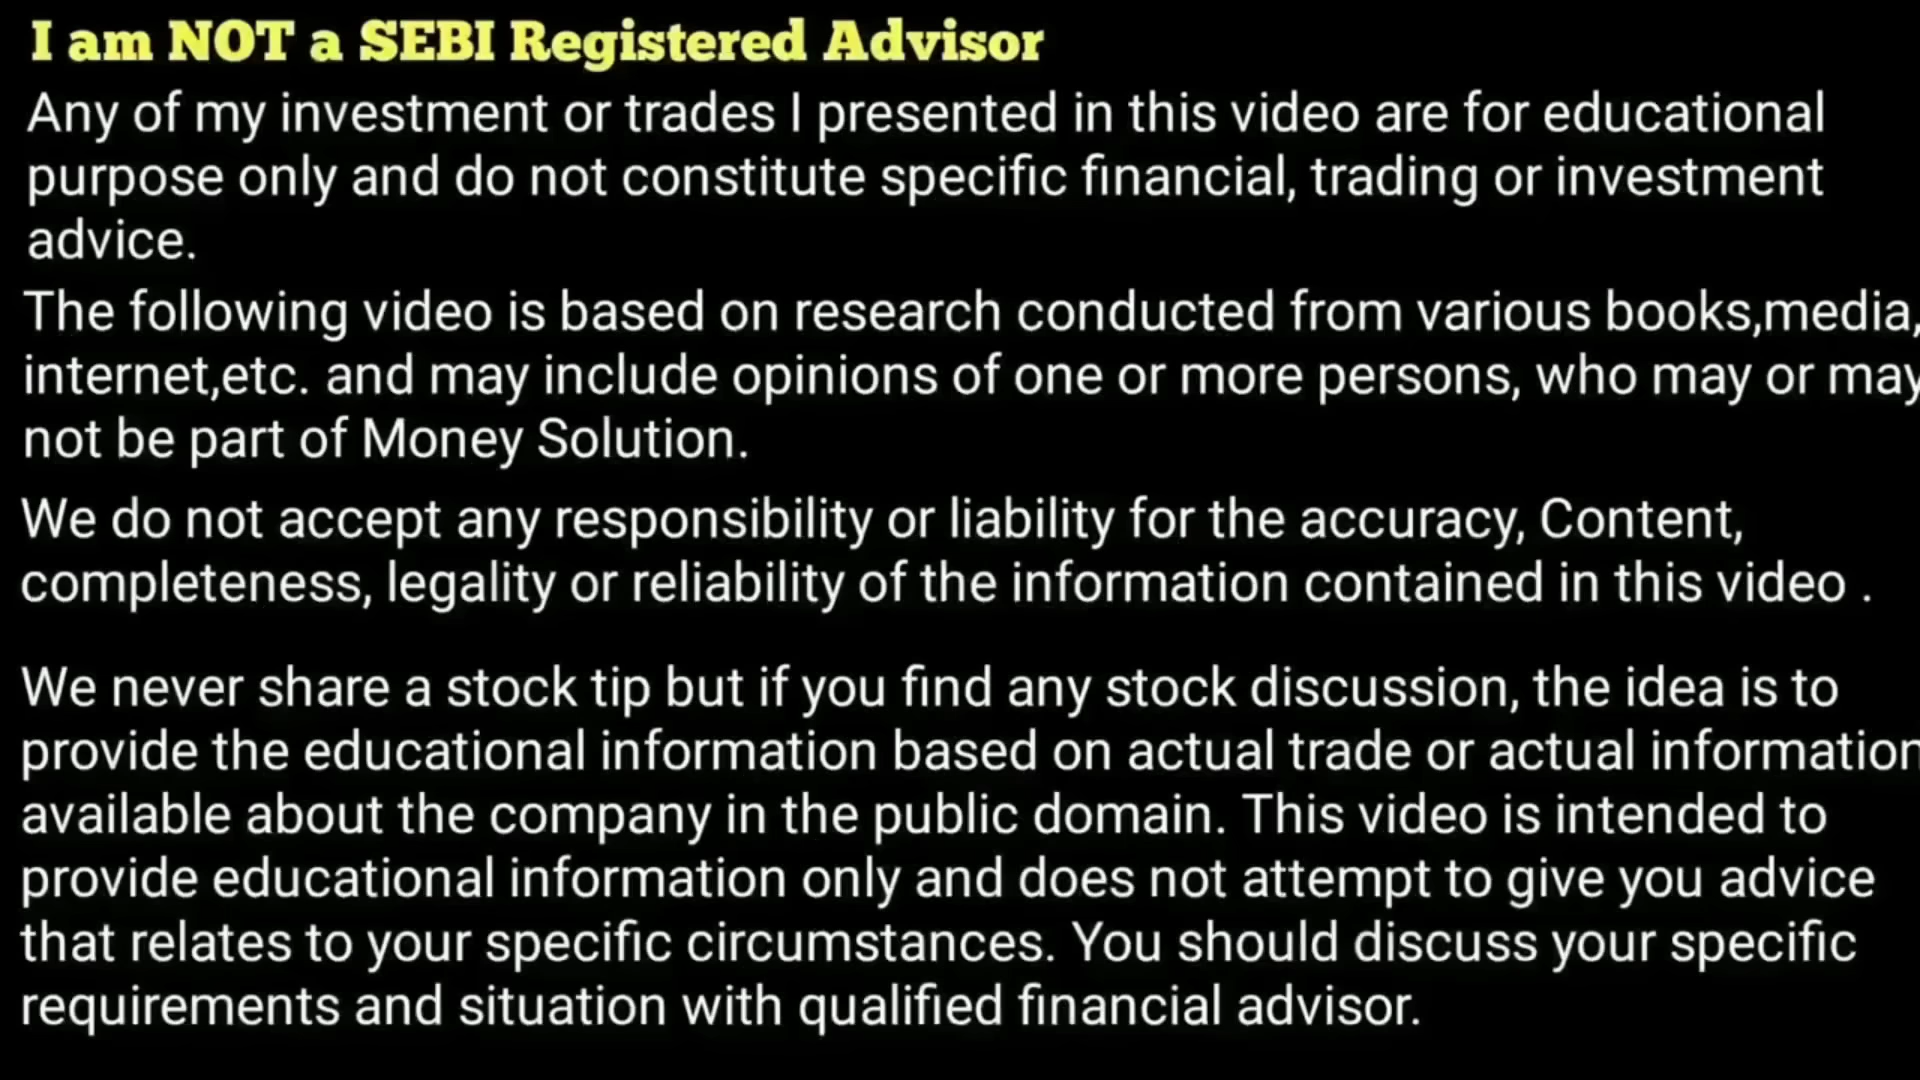 I am NOT a SEBI Registered Advisor
Any of my investment or trades I presented in this video are for educational
purpose only and do not constitute specific financial, trading or investment
advice.
The following video is based on research conducted from various books,media,
internet,etc. and may include opinions of one or more persons, who may or may
not be part of Money Solution.
We do not accept any responsibility or liability for the accuracy, Content,
completeness, legality or reliability of the information contained in this video .
We never share a stock tip but if you find any stock discussion, the idea is to
provide the educational information based on actual trade or actual information
available about the company in the public domain. This video is intended to
provide educational information only and does not attempt to give you advice
that relates to your specific circumstances. You should discuss your specific
requirements and situation with qualified financial advisor.